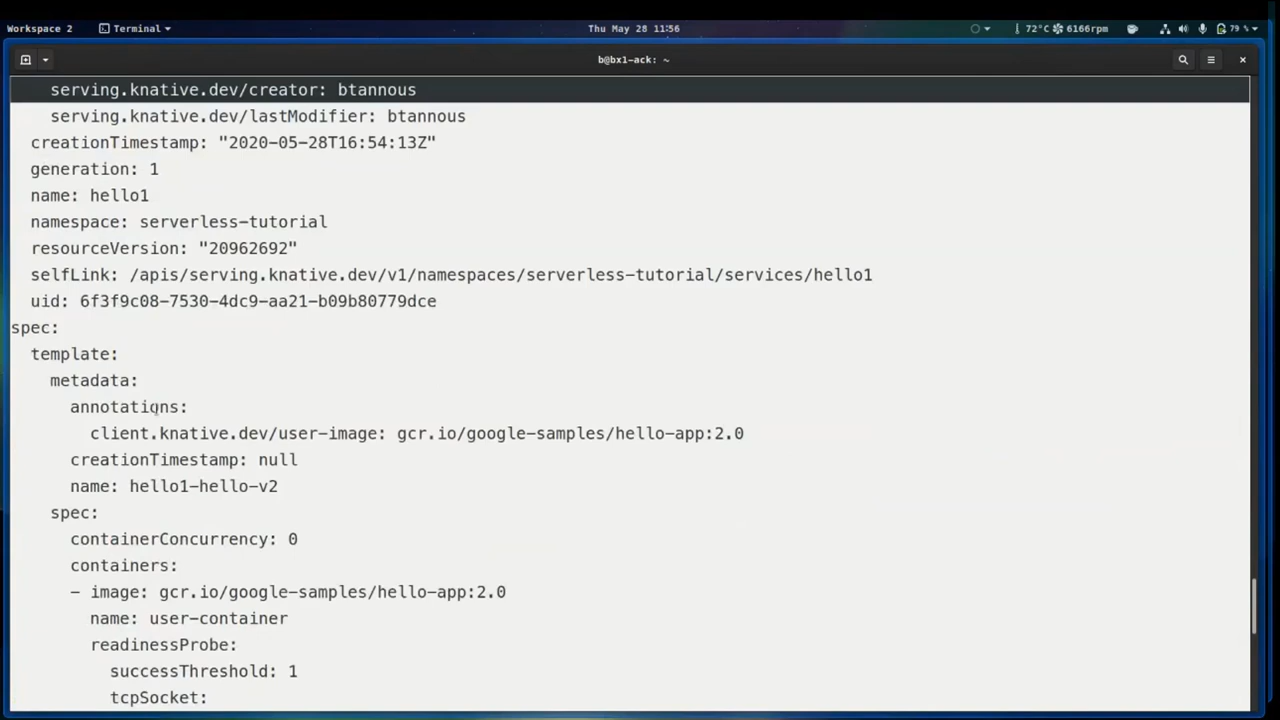 Workspace 2
Terminal
Thu May 28 11:56
72°C
6166rpm
79 %
b@bx1-ack: ~
serving.knative.dev/creator: btannous
serving.knative.dev/lastModifier: btannous
creationTimestamp: "2020-05-28T16:54:13Z"
generation: 1
name: hello1
namespace: serverless-tutorial
resourceVersion: "20962692"
selfLink: /apis/serving.knative.dev/v1/namespaces/serverless-tutorial/services/hello1
uid: 6f3f9c08-7530-4dc9-aa21-b09b80779dce
spec:
template:
metadata:
annotations:
client.knative.dev/user-image: gcr.io/google-samples/hello-app:2.0
creationTimestamp: null
name: hello1-hello-v2
spec:
containerConcurrency: 0
containers:
- image: gcr.io/google-samples/hello-app:2.0
name: user-container
readinessProbe:
successThreshold: 1
tcpSocket: